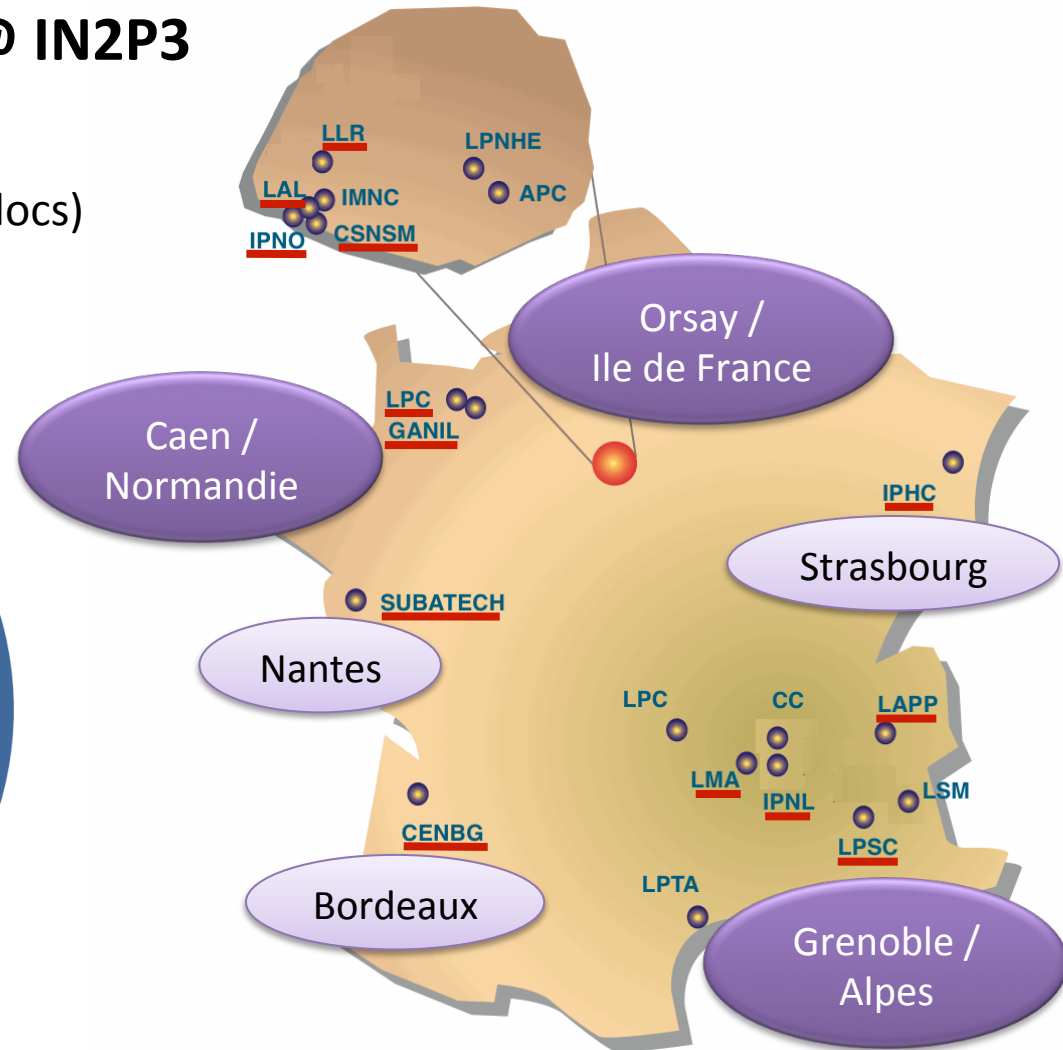 IN2P3
LLR
LPNHE
LAL
IMNC
APC
docs)
IPNO
CSNSM
Orsay /
Ile de France
LPC
GANIL
Caen /
Normandie
IPHC
Strasbourg
SUBATECH
Nantes
LPC
CC
LAPP
LMA
IPNL
LSM
CENBG
LPSC
LPTA
Bordeaux
Grenoble /
Alpes